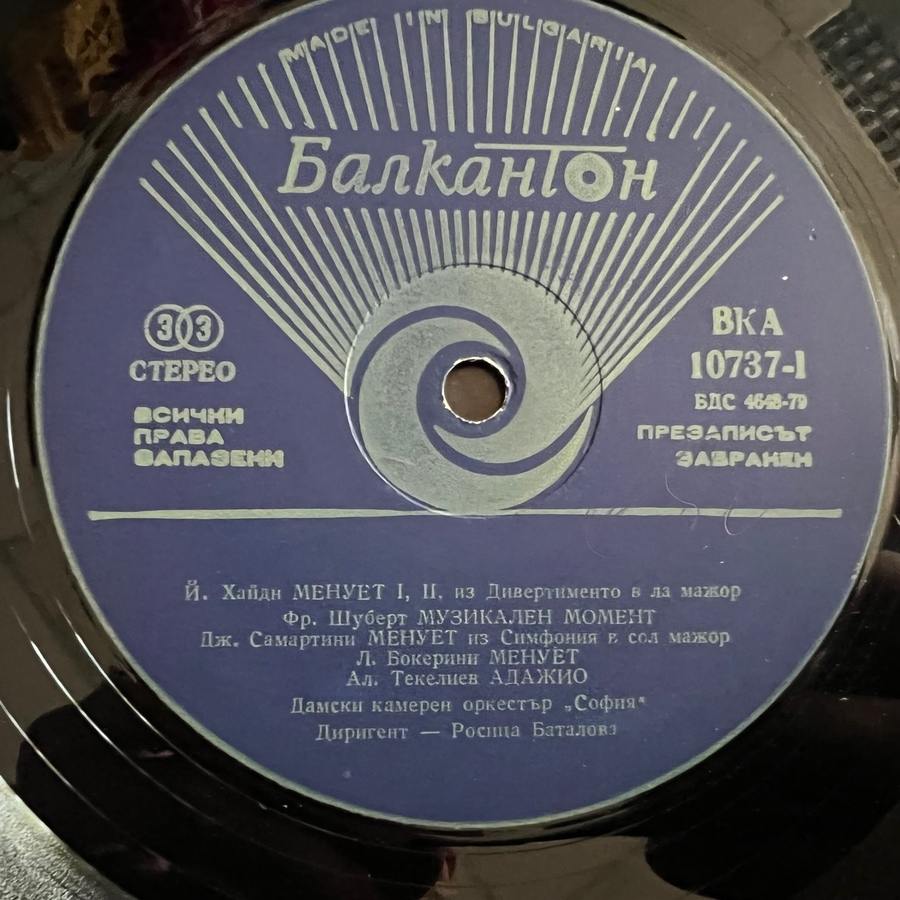 MADE IN BULGARIA
Балкантон
33
СТЕРЕО
ВСИЧКИ
ПРАВА
ЗАПАЗЕНИ
ВКА
10737-1
БДС 4648-79
ПРЕЗАПИСЪТ
ЗАБРАНЕН
Й. Хайдн МЕНУЕТ I, II, из Дивертименто в ла мажор
Фр. Шуберт МУЗИКАЛЕН МОМЕНТ
Дж. Самартини МЕНУЕТ из Симфония в сол мажор
Л. Бокерини МЕНУЕТ
Ал. Текелиев АДАЖИО
Дамски камерен оркестър „София"
Диригент — Росица Баталова